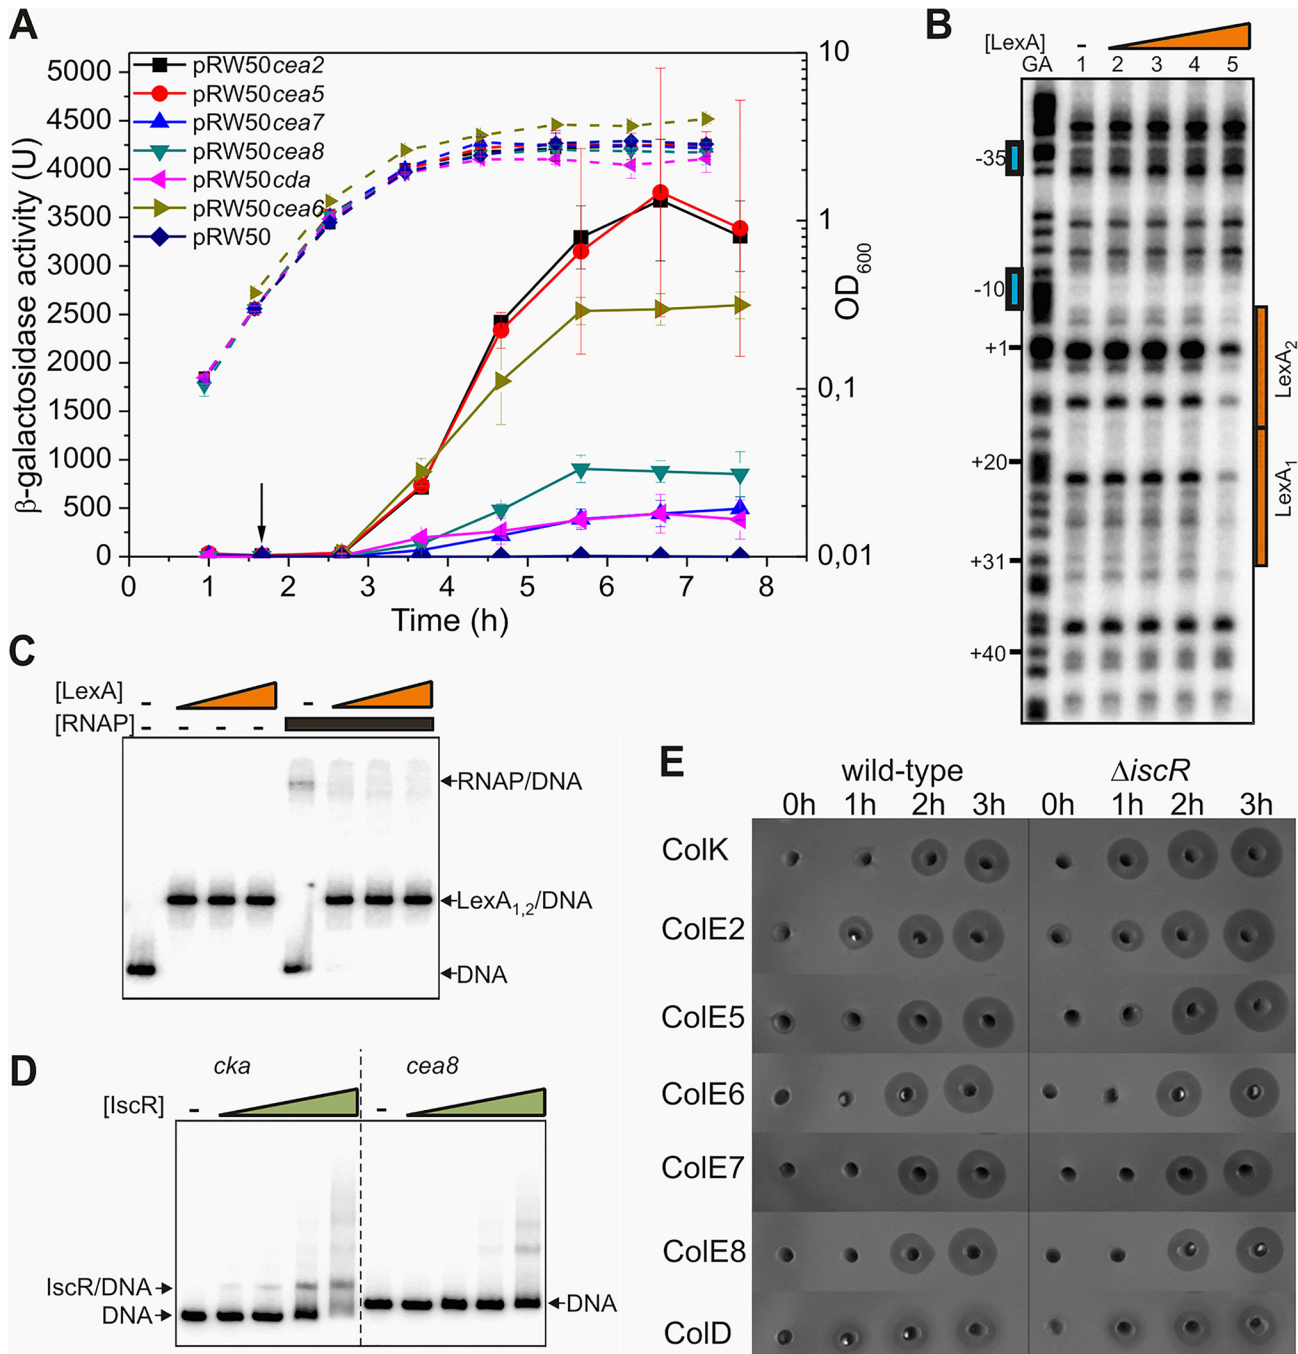 A
β-galactosidase activity (U)
5000
4500
4000
3500
3000
2500
2000
1500
1000
500
0
pRW50cea2
pRW50cea5
pRW50cea7
pRW50cea8
pRW50cda
pRW50cea6
pRW50
10
1
0,1
0,01
OD600
0 1 2 3 4 5 6 7 8
Time (h)
B
[LexA] -
GA 1 2 3 4 5
-35
-10
+1
+20
+31
+40
LexA2
LexA1
C
[LexA] - -
[RNAP] - - - -
RNAP/DNA
LexA1,2/DNA
DNA
D
cka cea8
[IscR] - -
IscR/DNA
DNA
DNA
E
wild-type ΔiscR
0h 1h 2h 3h 0h 1h 2h 3h
ColK
ColE2
ColE5
ColE6
ColE7
ColE8
ColD